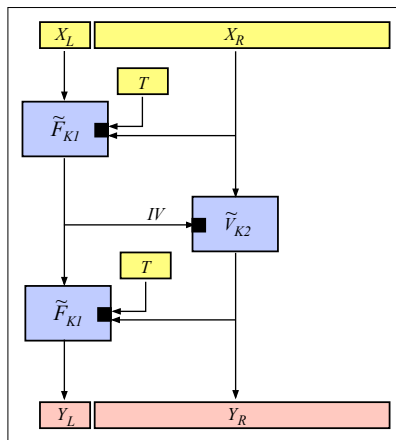 X_L X_R
T
F̃_K1
IV Ṽ_K2
T
F̃_K1
Y_L Y_R